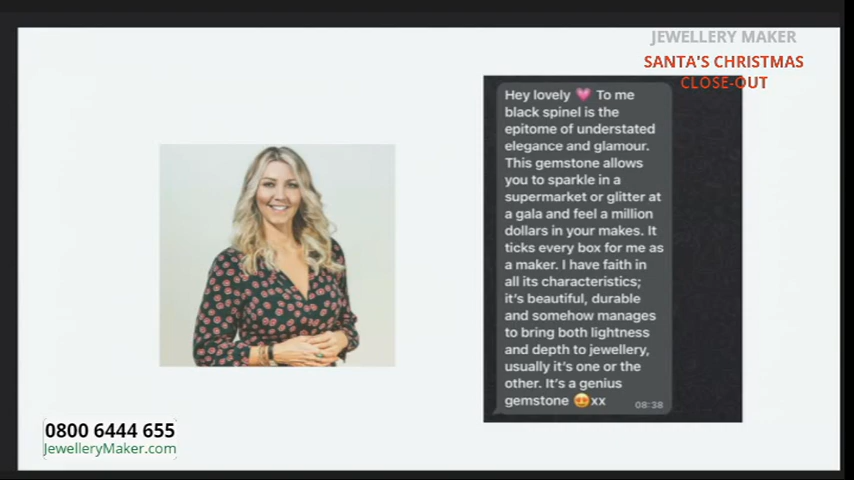 JEWELLERY MAKER
SANTA'S CHRISTMAS
CLOSE-OUT
Hey lovely 💗 To me
black spinel is the
epitome of understated
elegance and glamour.
This gemstone allows
you to sparkle in a
supermarket or glitter at
a gala and feel a million
dollars in your makes. It
ticks every box for me as
a maker. I have faith in
all its characteristics;
it's beautiful, durable
and somehow manages
to bring both lightness
and depth to jewellery,
usually it's one or the
other. It's a genius
gemstone 😍xx 08:38
0800 6444 655
JewelleryMaker.com